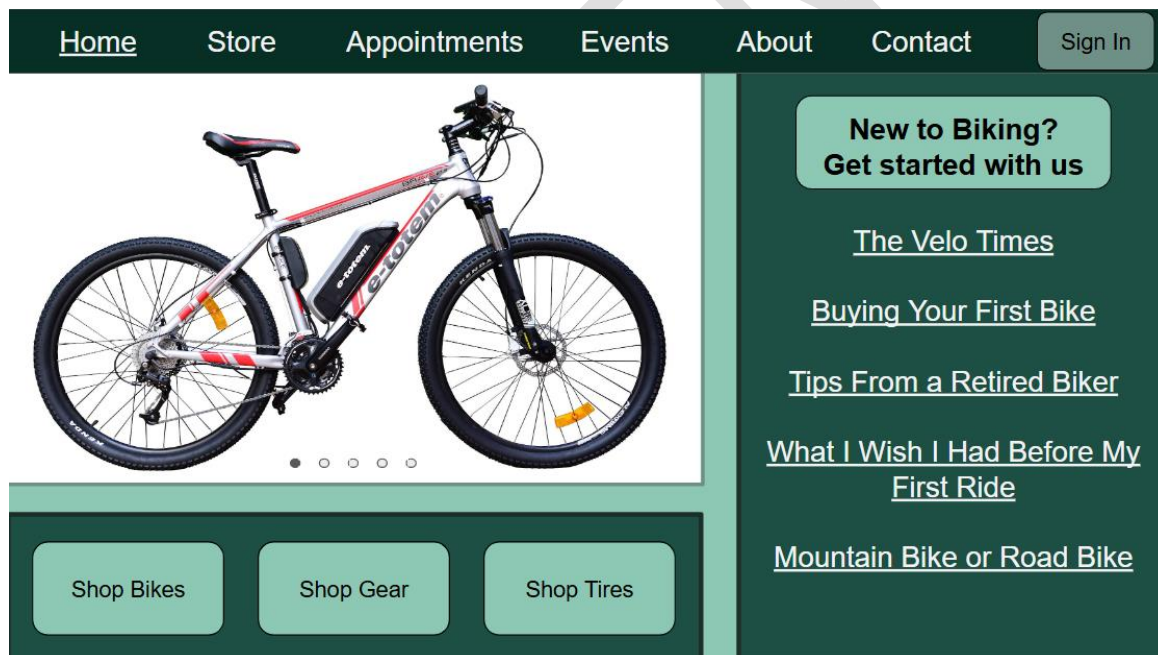 Home Store Appointments Events About Contact Sign In
e-totem
e-totem
KENDA
New to Biking?
Get started with us
The Velo Times
Buying Your First Bike
Tips From a Retired Biker
What I Wish I Had Before My
First Ride
Mountain Bike or Road Bike
Shop Bikes Shop Gear Shop Tires